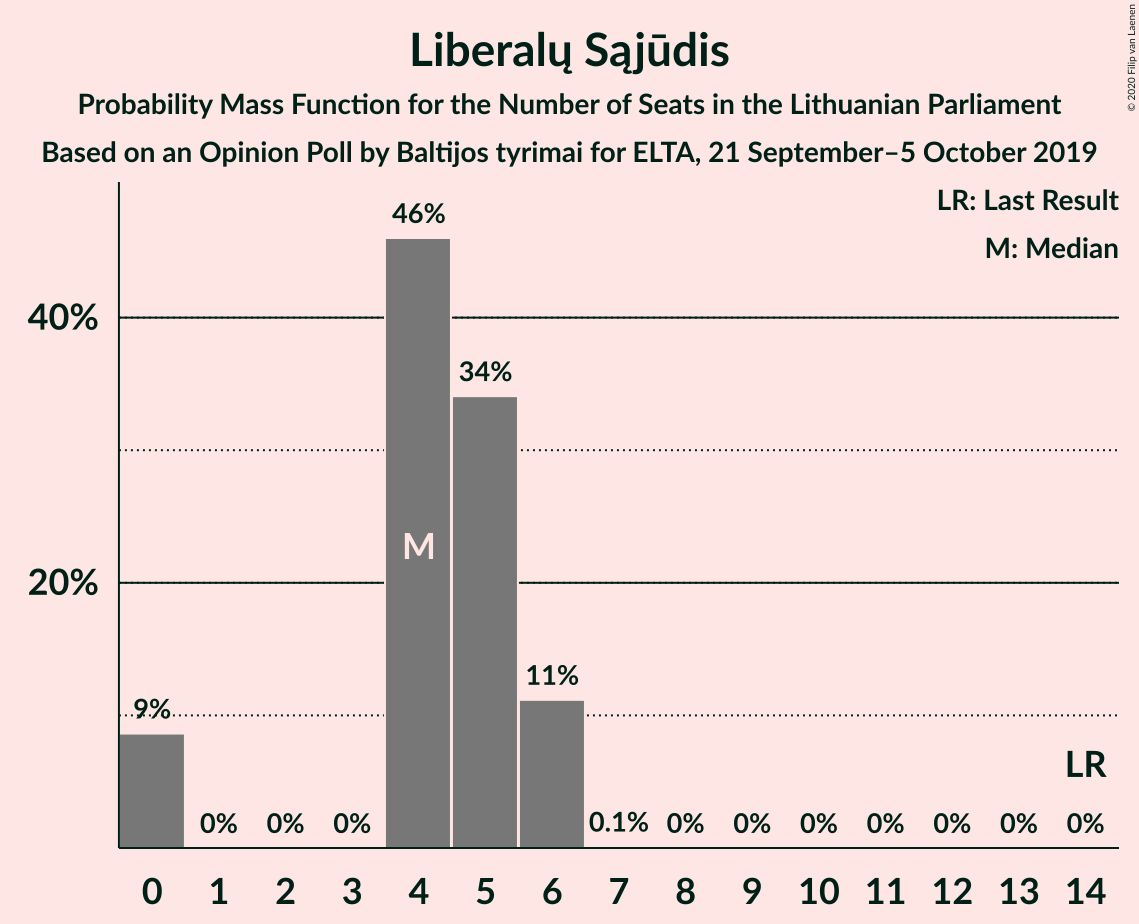 Liberalų Sąjūdis
Probability Mass Function for the Number of Seats in the Lithuanian Parliament
Based on an Opinion Poll by Baltijos tyrimai for ELTA, 21 September–5 October 2019
© 2020 Filip van Laenen
LR: Last Result
M: Median
46%
40%
34%
M
20%
11%
9%
LR
0% 0% 0% 0.1% 0% 0% 0% 0% 0% 0% 0%
0 1 2 3 4 5 6 7 8 9 10 11 12 13 14